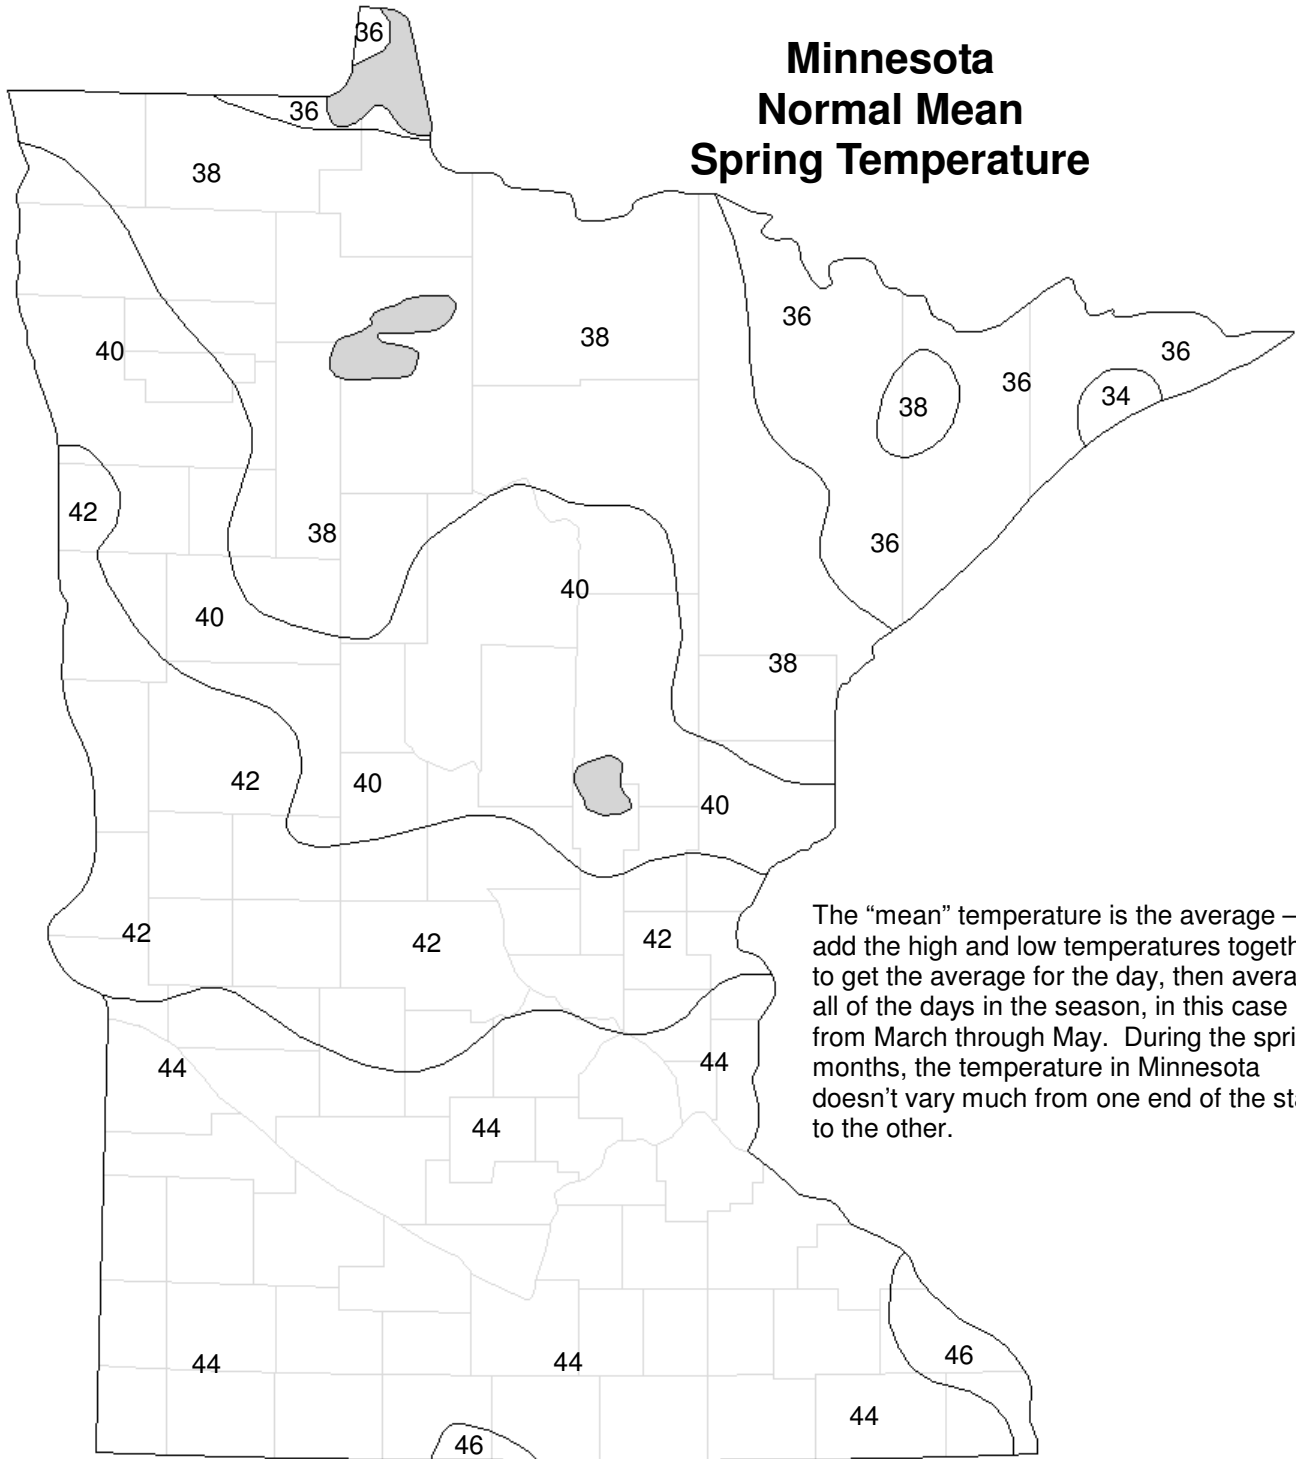 Minnesota
Normal Mean
Spring Temperature
36
36
38
36
38
40
36
36
38
34
42
38
36
40
40
38
42
40
40
42
42
42
The “mean” temperature is the average –
add the high and low temperatures
to get the average for the day, then
all of the days in the season, in this case
from March through May. During the
months, the temperature in Minnesota
doesn't vary much from one end of the
to the other.
44
44
44
46
44
44
44
46